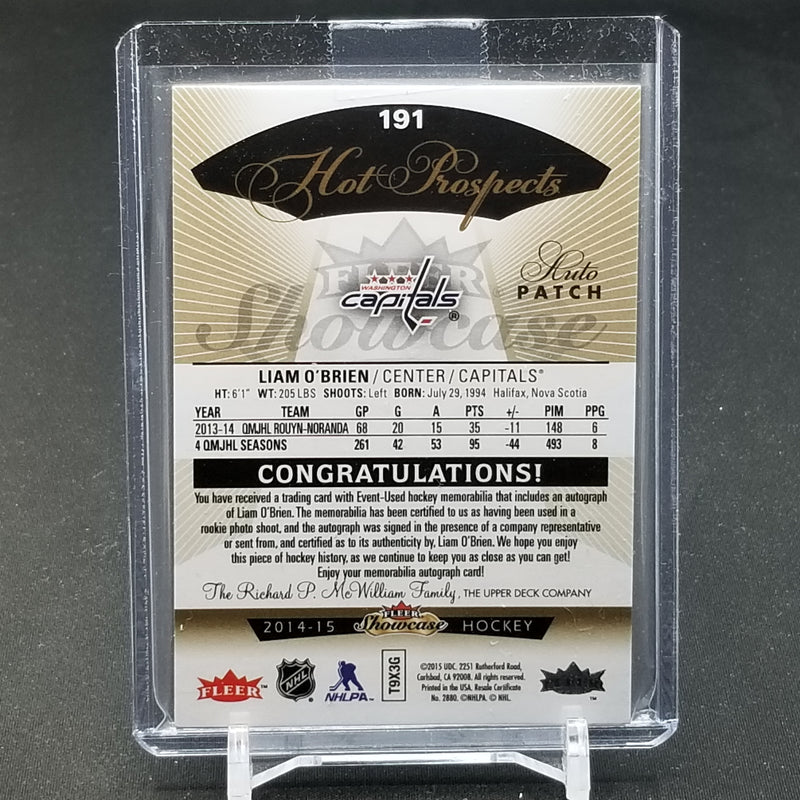 191
Hot Prospects
FLEER
Showcase
WASHINGTON
capitals®
Auto
PATCH
LIAM O'BRIEN / CENTER / CAPITALS®
HT: 6'1" WT: 205 LBS SHOOTS: Left BORN: July 29, 1994 Halifax, Nova Scotia
YEAR TEAM GP G A PTS +/- PIM PPG
2013-14 QMJHL ROUYN-NORANDA 68 20 15 35 -11 148 6
4 QMJHL SEASONS 261 42 53 95 -44 493 8
CONGRATULATIONS!
You have received a trading card with Event-Used hockey memorabilia that includes an autograph
of Liam O'Brien. The memorabilia has been certified to us as having been used in a
rookie photo shoot, and the autograph was signed in the presence of a company representative
or sent from, and certified as to its authenticity by, Liam O'Brien. We hope you enjoy
this piece of hockey history, as we continue to keep you as close as you can get!
Enjoy your memorabilia autograph card!
The Richard P. McWilliam Family, THE UPPER DECK COMPANY
2014-15 FLEER Showcase HOCKEY
FLEER™
NHL
NHLPA™
T9X3G
©2015 UDC. 2251 Rutherford Road,
Carlsbad, CA 92008. All rights reserved.
Printed in the USA. Resale Certificate
No. 2880. ©NHLPA. © NHL.